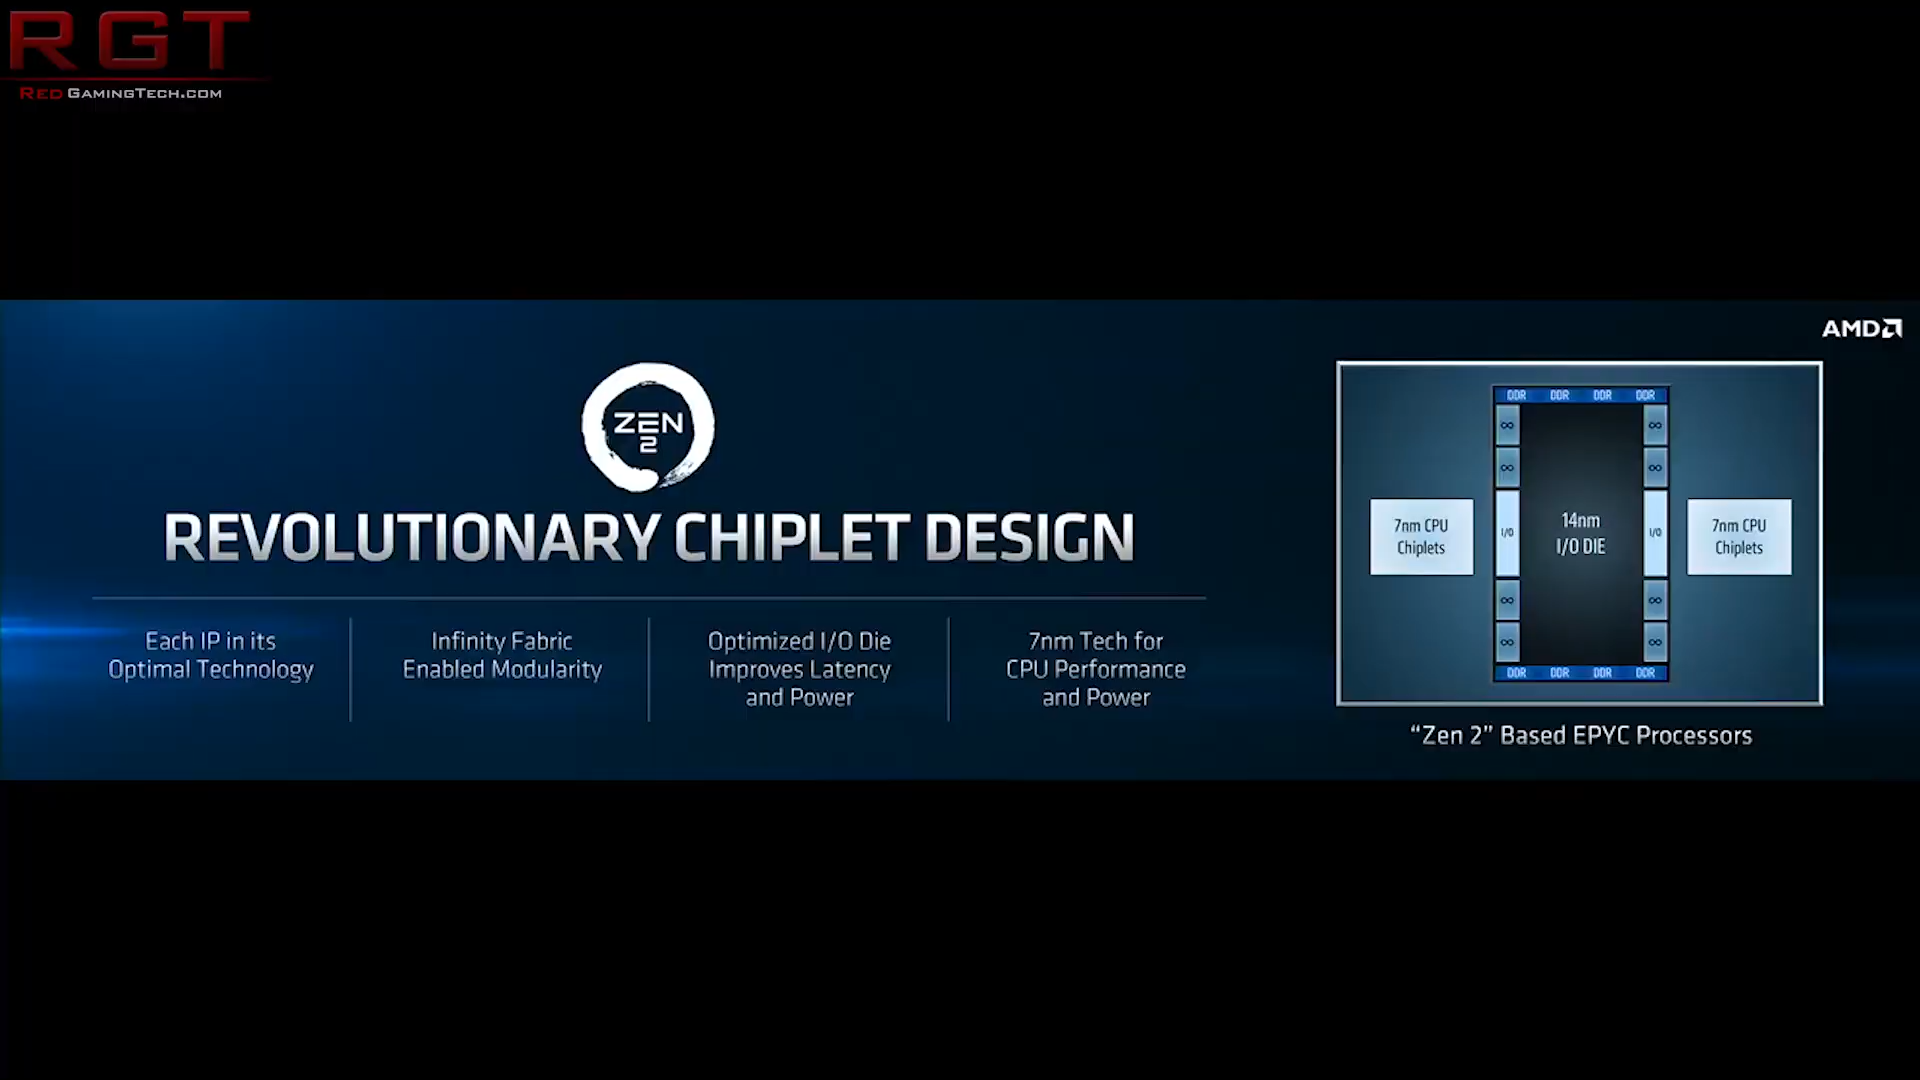 RGT
RedGamingTech.com
AMD
ZEN
2
REVOLUTIONARY CHIPLET DESIGN
Each IP in its
Optimal Technology
Infinity Fabric
Enabled Modularity
Optimized I/O Die
Improves Latency
and Power
7nm Tech for
CPU Performance
and Power
DDR DDR DDR DDR
∞ ∞
∞ ∞
7nm CPU
Chiplets
I/O
14nm
I/O DIE
I/O
7nm CPU
Chiplets
∞ ∞
∞ ∞
DDR DDR DDR DDR
“Zen 2” Based EPYC Processors